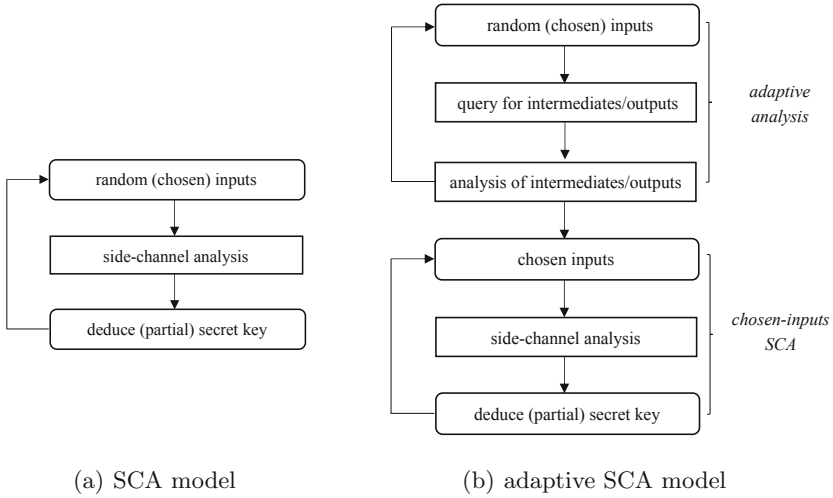 random (chosen) inputs
side-channel analysis
deduce (partial) secret key
(a) SCA model
random (chosen) inputs
query for intermediates/outputs
analysis of intermediates/outputs
adaptive
analysis
chosen inputs
side-channel analysis
deduce (partial) secret key
chosen-inputs
SCA
(b) adaptive SCA model